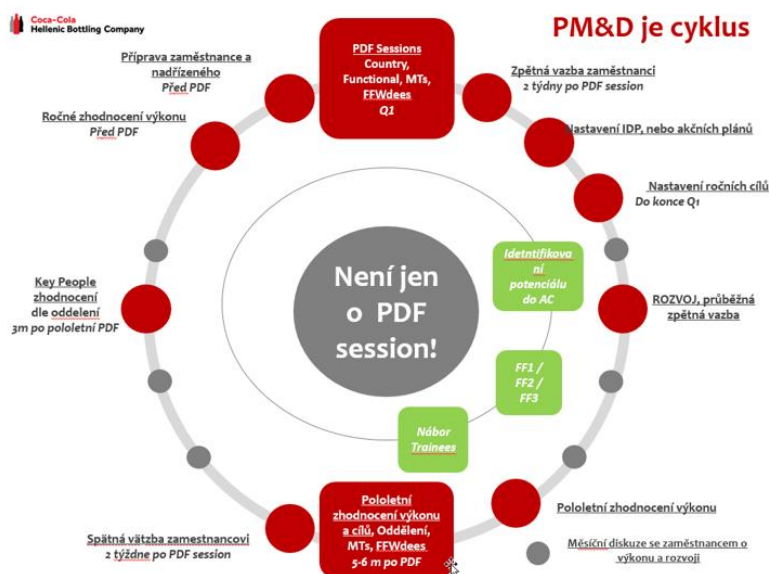 Coca-Cola
Hellenic Bottling Company
PM&D je cyklus
PDF Sessions
Country,
Functional, MTs,
FFWdees
Q1
Příprava zaměstnance a
nadřízeného
Před PDF
Zpětná vazba zaměstnanci
2 týdny po PDF session
Ročné zhodnocení výkonu
Před PDF
Nastavení IDP, nebo akčních plánů
Nastavení ročních cílů
Do konce Q1
Není jen
o PDF
session!
Idetntifikova
ní
potenciálu
do AC
Key People
zhodnocení
dle oddelení
3m po pololetní PDF
ROZVOJ, průběžná
zpětná vazba
FF1 /
FF2 /
FF3
Nábor
Trainees
Pololetní
zhodnocení výkonu
a cílů, Oddělení,
MTs, FFWdees
5-6 m po PDF
Pololetní zhodnocení výkonu
Spätná vätzba zamestnancovi
2 týždne po PDF session
Měsíční diskuze se zaměstnancem o
výkonu a rozvoji